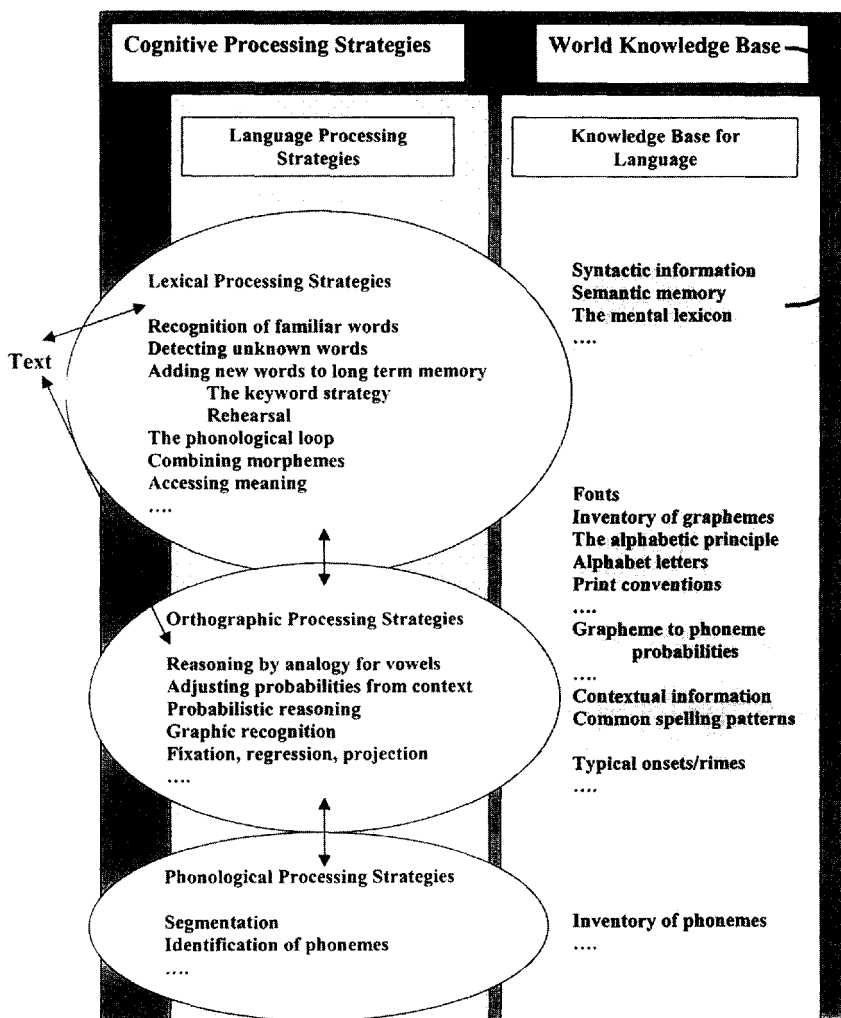 Cognitive Processing Strategies
World Knowledge Base
Language Processing
Strategies
Knowledge Base for
Language
Text
Lexical Processing Strategies
Recognition of familiar words
Detecting unknown words
Adding new words to long term memory
The keyword strategy
Rehearsal
The phonological loop
Combining morphemes
Accessing meaning
....
Orthographic Processing Strategies
Reasoning by analogy for vowels
Adjusting probabilities from context
Probabilistic reasoning
Graphic recognition
Fixation, regression, projection
....
Phonological Processing Strategies
Segmentation
Identification of phonemes
....
Syntactic information
Semantic memory
The mental lexicon
....
Fonts
Inventory of graphemes
The alphabetic principle
Alphabet letters
Print conventions
....
Grapheme to phoneme
probabilities
....
Contextual information
Common spelling patterns
Typical onsets/rimes
....
Inventory of phonemes
....